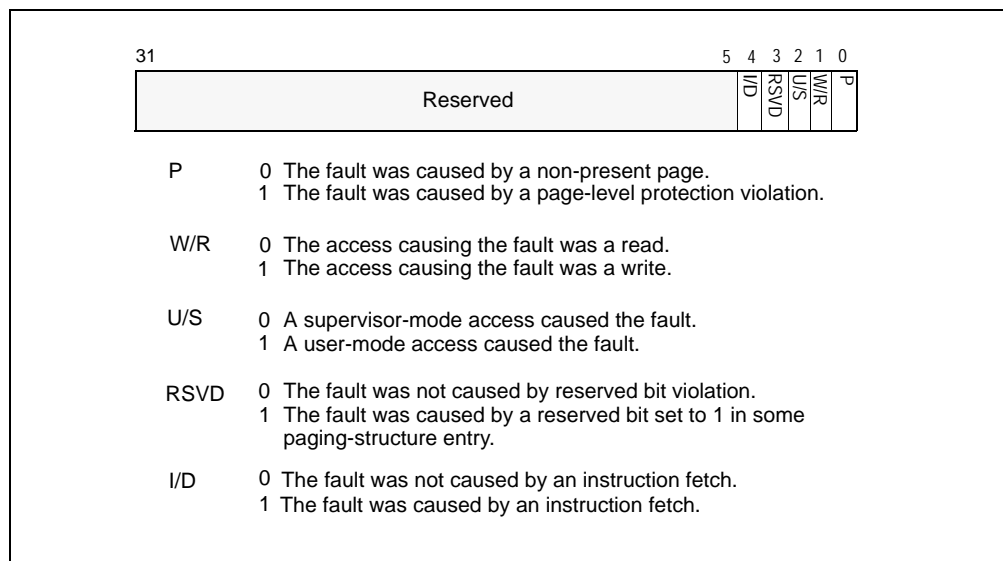 31 5 4 3 2 1 0
Reserved I/D RSVD U/S W/R P
P 0 The fault was caused by a non-present page.
1 The fault was caused by a page-level protection violation.
W/R 0 The access causing the fault was a read.
1 The access causing the fault was a write.
U/S 0 A supervisor-mode access caused the fault.
1 A user-mode access caused the fault.
RSVD 0 The fault was not caused by reserved bit violation.
1 The fault was caused by a reserved bit set to 1 in some
paging-structure entry.
I/D 0 The fault was not caused by an instruction fetch.
1 The fault was caused by an instruction fetch.